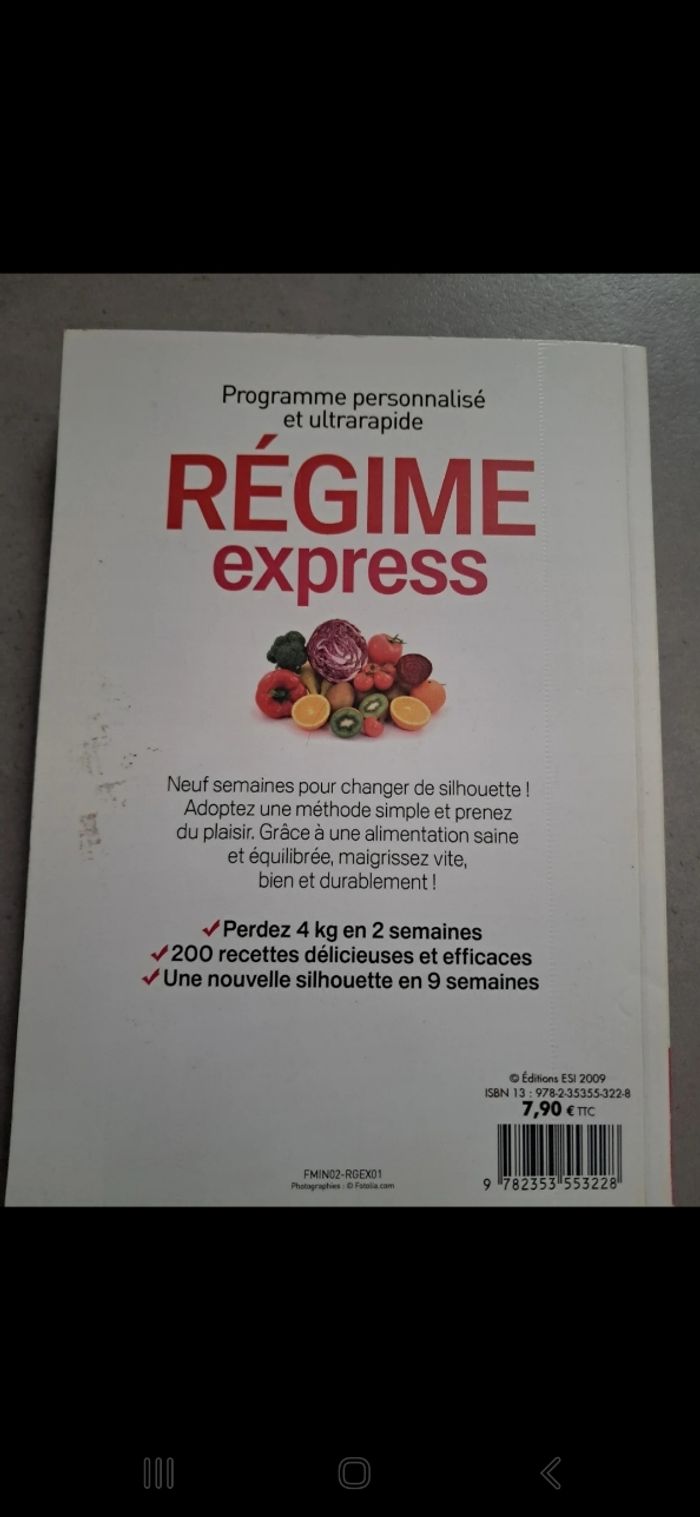 Programme personnalisé
et ultrarapide
RÉGIME
express
Neuf semaines pour changer de silhouette !
Adoptez une méthode simple et prenez
du plaisir. Grâce à une alimentation saine
et équilibrée, maigrissez vite,
bien et durablement !
Perdez 4 kg en 2 semaines
200 recettes délicieuses et efficaces
Une nouvelle silhouette en 9 semaines
© Éditions ESI 2009
ISBN 13 : 978-2-35355-322-8
7,90 € TTC
FMIN02-RGEX01
Photographies : © Fotolia.com
9 782353 553228